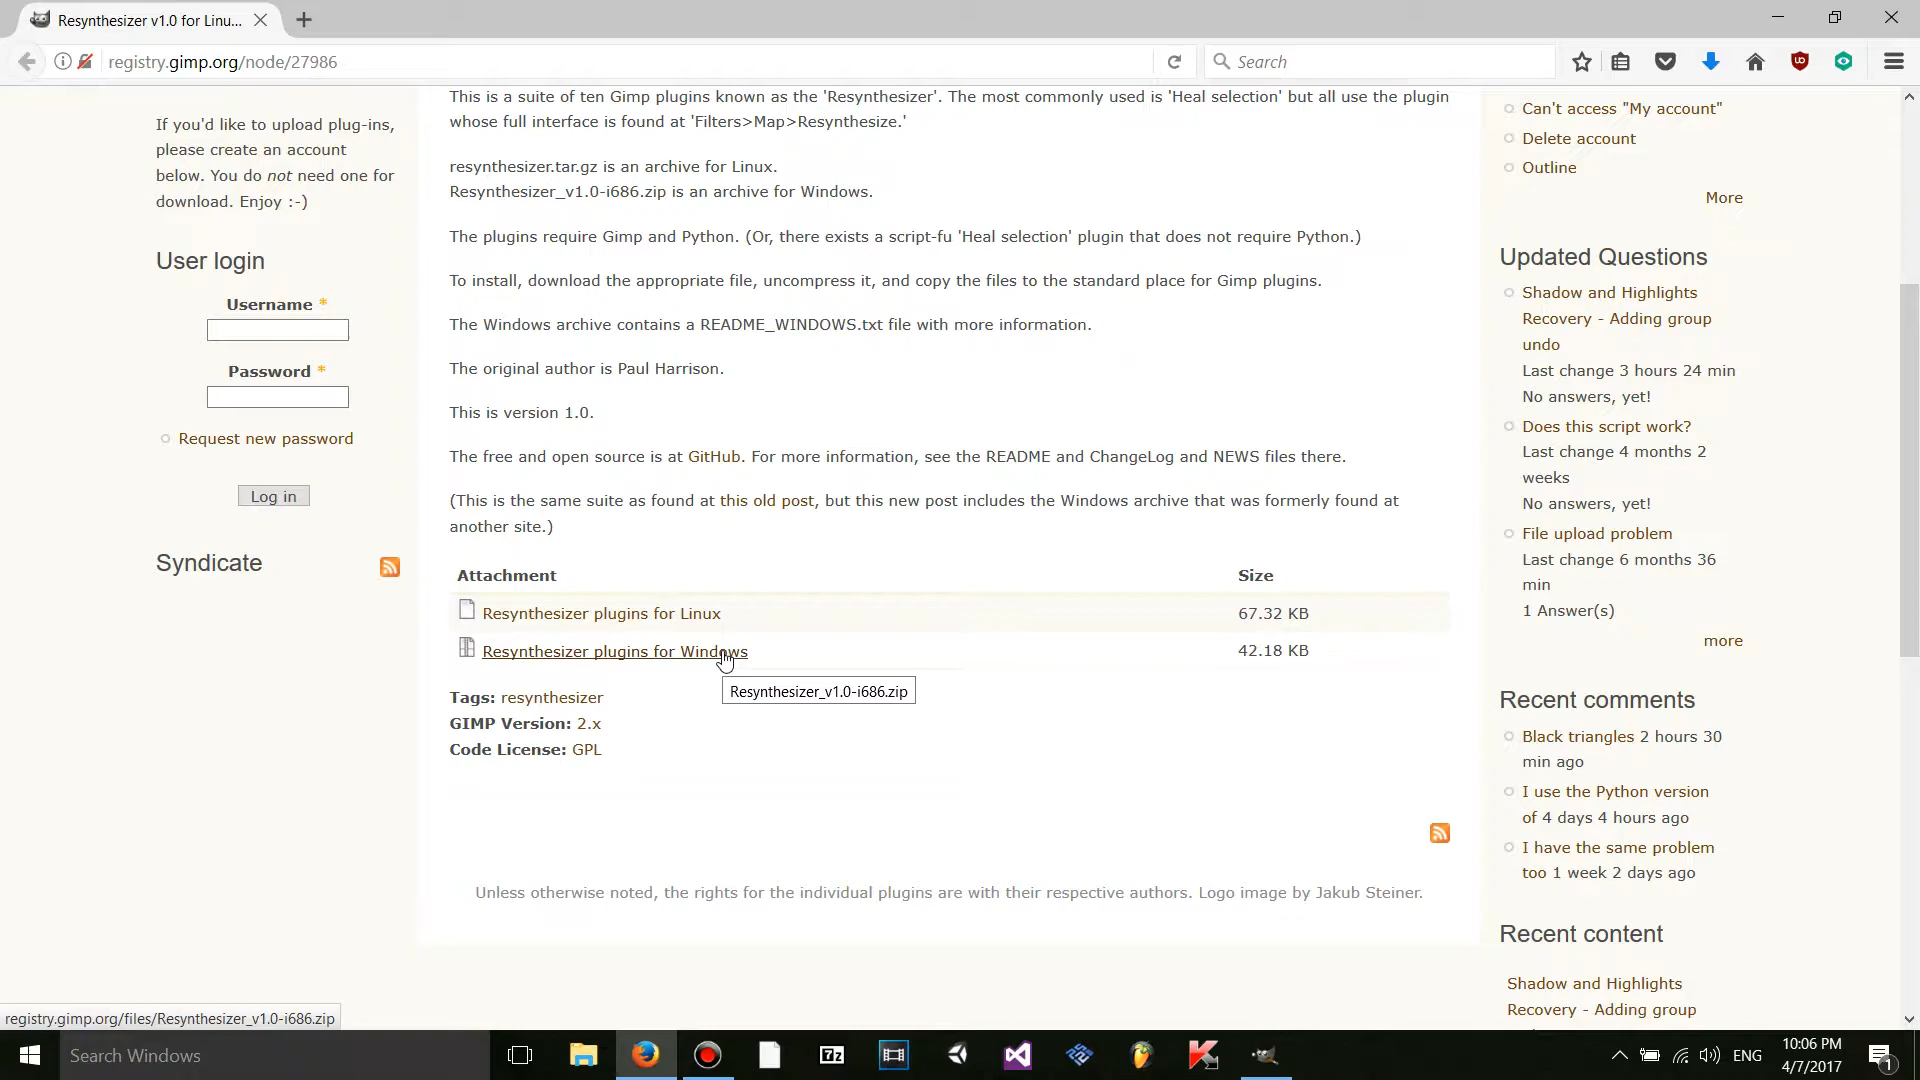 Resynthesizer v1.0 for Linu...
registry.gimp.org/node/27986
Search
If you'd like to upload plug-ins,
please create an account
below. You do not need one for
download. Enjoy :-)
User login
Username *
Password *
Request new password
Log in
Syndicate
This is a suite of ten Gimp plugins known as the 'Resynthesizer'. The most commonly used is 'Heal selection' but all use the plugin
whose full interface is found at 'Filters>Map>Resynthesize.'
resynthesizer.tar.gz is an archive for Linux.
Resynthesizer_v1.0-i686.zip is an archive for Windows.
The plugins require Gimp and Python. (Or, there exists a script-fu 'Heal selection' plugin that does not require Python.)
To install, download the appropriate file, uncompress it, and copy the files to the standard place for Gimp plugins.
The Windows archive contains a README_WINDOWS.txt file with more information.
The original author is Paul Harrison.
This is version 1.0.
The free and open source is at GitHub. For more information, see the README and ChangeLog and NEWS files there.
(This is the same suite as found at this old post, but this new post includes the Windows archive that was formerly found at
another site.)
Attachment Size
Resynthesizer plugins for Linux 67.32 KB
Resynthesizer plugins for Windows 42.18 KB
Resynthesizer_v1.0-i686.zip
Tags: resynthesizer
GIMP Version: 2.x
Code License: GPL
Unless otherwise noted, the rights for the individual plugins are with their respective authors. Logo image by Jakub Steiner.
Can't access "My account"
Delete account
Outline
More
Updated Questions
Shadow and Highlights
Recovery - Adding group
undo
Last change 3 hours 24 min
No answers, yet!
Does this script work?
Last change 4 months 2
weeks
No answers, yet!
File upload problem
Last change 6 months 36
min
1 Answer(s)
more
Recent comments
Black triangles 2 hours 30
min ago
I use the Python version
of 4 days 4 hours ago
I have the same problem
too 1 week 2 days ago
Recent content
Shadow and Highlights
Recovery - Adding group
registry.gimp.org/files/Resynthesizer_v1.0-i686.zip
Search Windows
7z
ENG
10:06 PM
4/7/2017
1